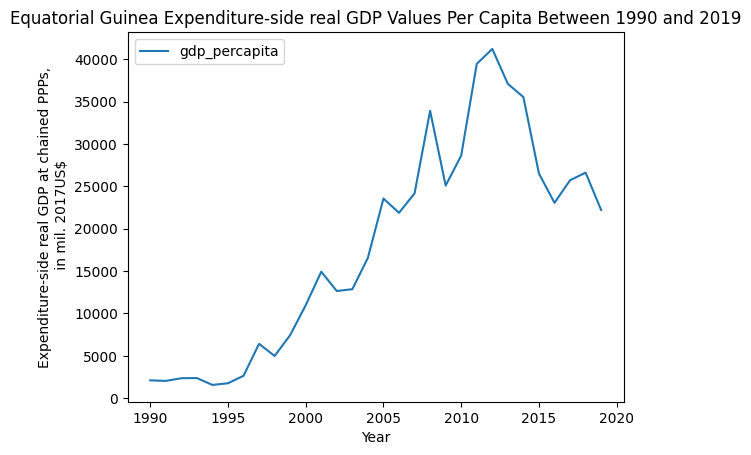 Equatorial Guinea Expenditure-side real GDP Values Per Capita Between 1990 and 2019
gdp_percapita
Expenditure-side real GDP at chained PPPs,
in mil. 2017US$
40000
35000
30000
25000
20000
15000
10000
5000
0
1990 1995 2000 2005 2010 2015 2020
Year